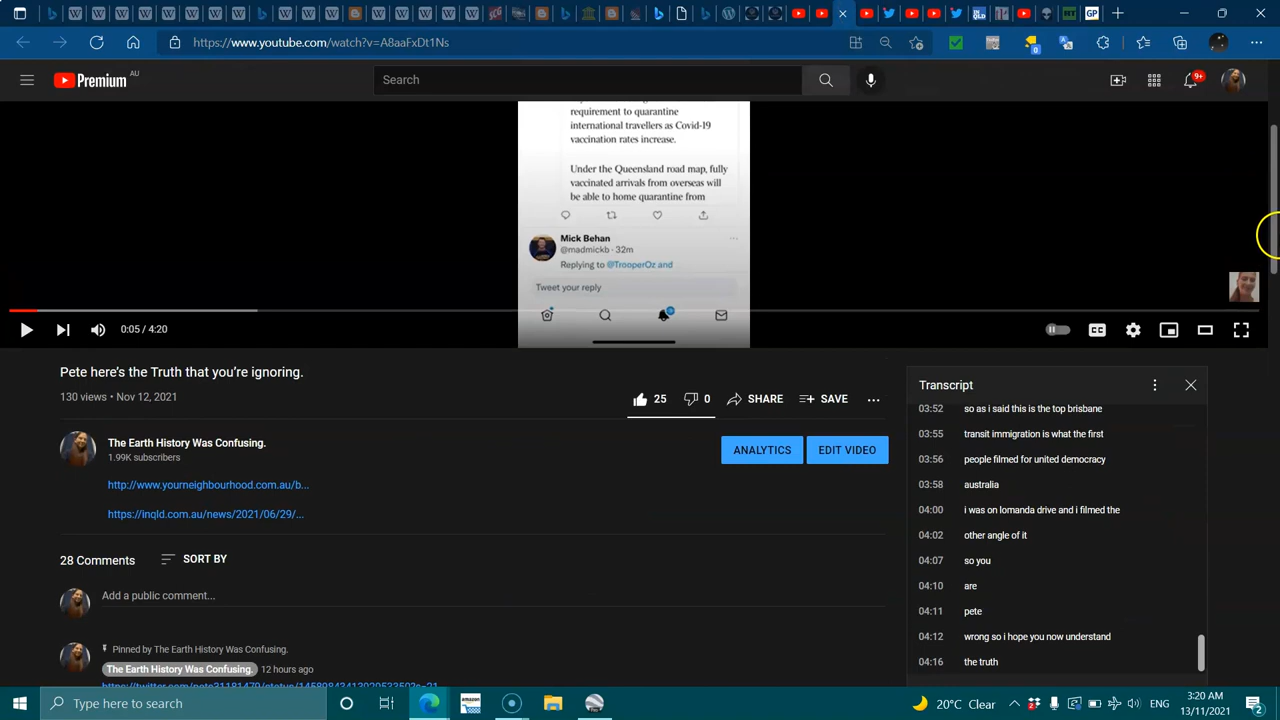 https://www.youtube.com/watch?v=A8aaFxDt1Ns
Premium AU
Search
9+
requirement to quarantine
international travellers as Covid-19
vaccination rates increase.
Under the Queensland road map, fully
vaccinated arrivals from overseas will
be able to home quarantine from
Mick Behan
@madmickb · 32m
Replying to @TrooperOz and
Tweet your reply
0:05 / 4:20
Pete here's the Truth that you're ignoring.
130 views • Nov 12, 2021
25
0
SHARE
SAVE
The Earth History Was Confusing.
1.99K subscribers
ANALYTICS
EDIT VIDEO
http://www.yourneighbourhood.com.au/b...
https://inqld.com.au/news/2021/06/29/...
28 Comments
SORT BY
Add a public comment...
Pinned by The Earth History Was Confusing.
The Earth History Was Confusing. 12 hours ago
Transcript
03:52 so as i said this is the top brisbane
03:55 transit immigration is what the first
03:56 people filmed for united democracy
03:58 australia
04:00 i was on lomanda drive and i filmed the
04:02 other angle of it
04:07 so you
04:10 are
04:11 pete
04:12 wrong so i hope you now understand
04:16 the truth
Type here to search
20°C Clear
ENG
3:20 AM
13/11/2021
2